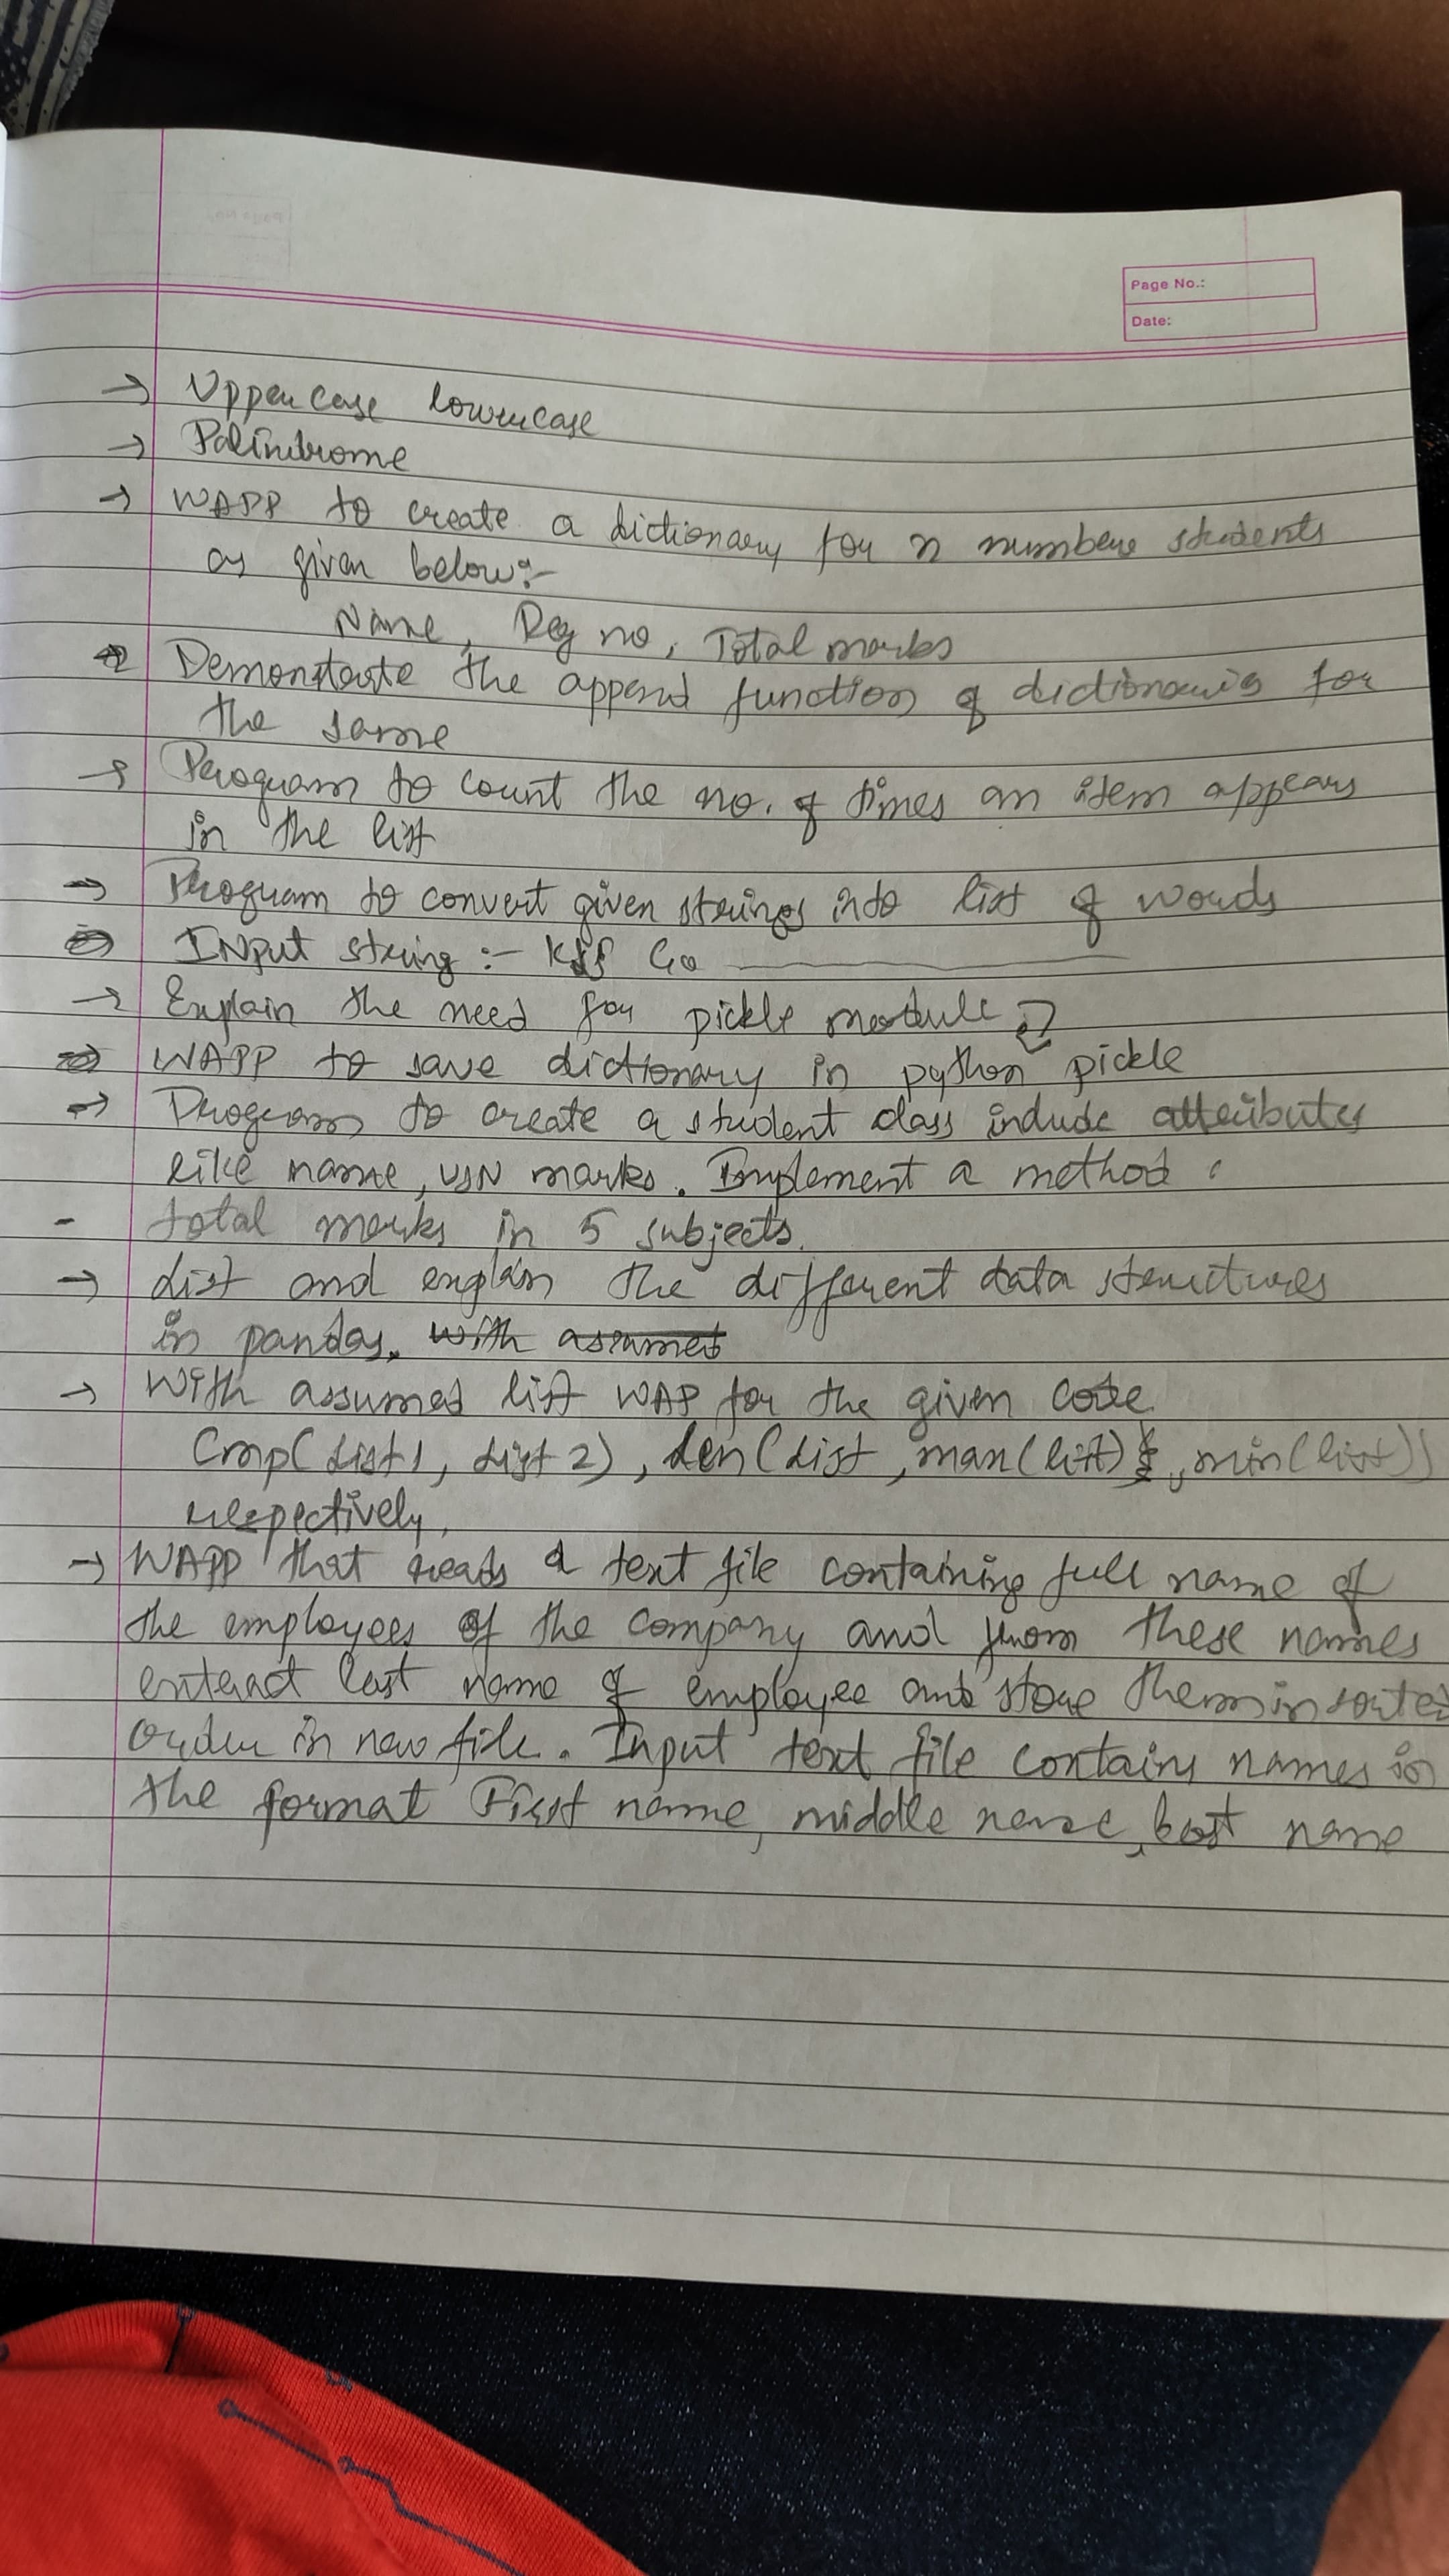 Page No.:
Date:
→ Uppercase lowercase
→ Palindrome
→ WAPP to create a dictionary for n numbers students
as given below:-
Name, Reg no, Total marks
Demonstrate the append function of dictionaries for
the same
→ Program to count the no. of times an item appears
in the list
→ Program to convert given strings into list of words
INput string :-
→ Explain the need for pickle module?
WAPP to save dictionary in python pickle
→ Program to create a student class include attributes
like name, USN marks. Implement a method
- total marks in 5 subjects.
→ List and explain the different data structures
in pandas. with assumed
→ With assumed list WAP for the given code
Cmp(List1, List2), Len(List, max(list), min(list))
respectively,
→ WAPP that reads a text file containing full name of
the employees of the company and from these names
extract last name of employee and store them in sorted
order in new file. Input text file contains names in
the format First name, middle name, last name